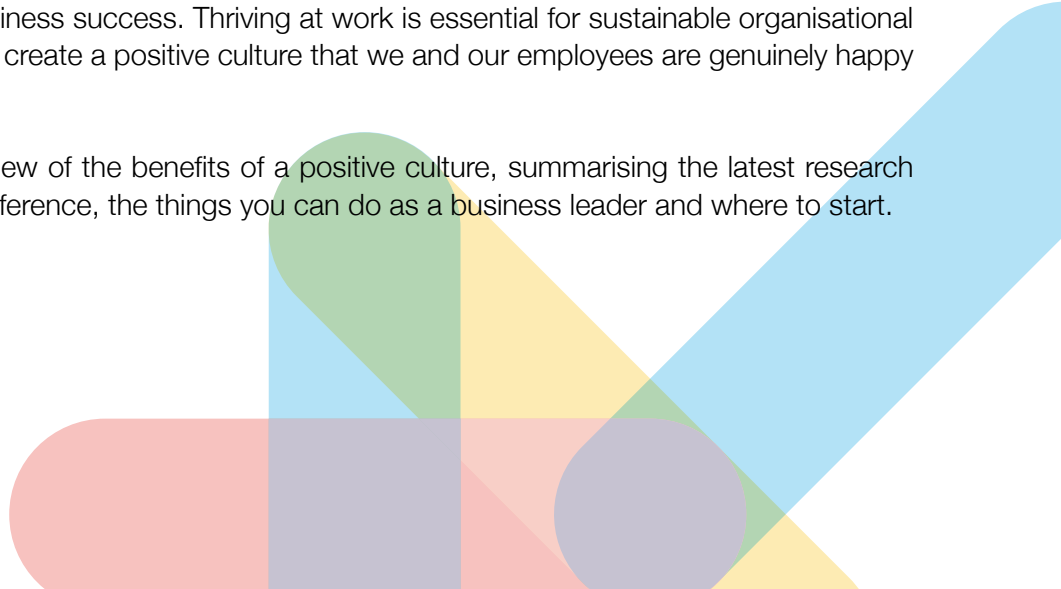 iness success. Thriving at work is essential for sustainable organisational
create a positive culture that we and our employees are genuinely happy
ew of the benefits of a positive culture, summarising the latest research
ference, the things you can do as a business leader and where to start.